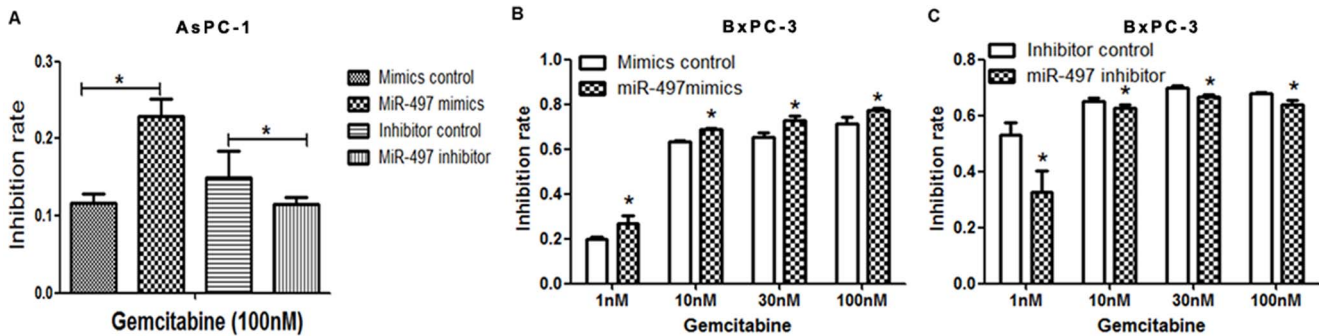 A
AsPC-1
Inhibition rate
0.3
0.2
0.1
0.0
*
*
Gemcitabine (100nM)
Mimics control
MiR-497 mimics
Inhibitor control
MiR-497 inhibitor
B
BxPC-3
Mimics control
miR-497mimics
Inhibition rate
1.0
0.8
0.6
0.4
0.2
0.0
*
*
*
*
1nM 10nM 30nM 100nM
Gemcitabine
C
BxPC-3
Inhibitor control
miR-497 inhibitor
Inhibition rate
0.8
0.6
0.4
0.2
0.0
*
*
*
*
1nM 10nM 30nM 100nM
Gemcitabine